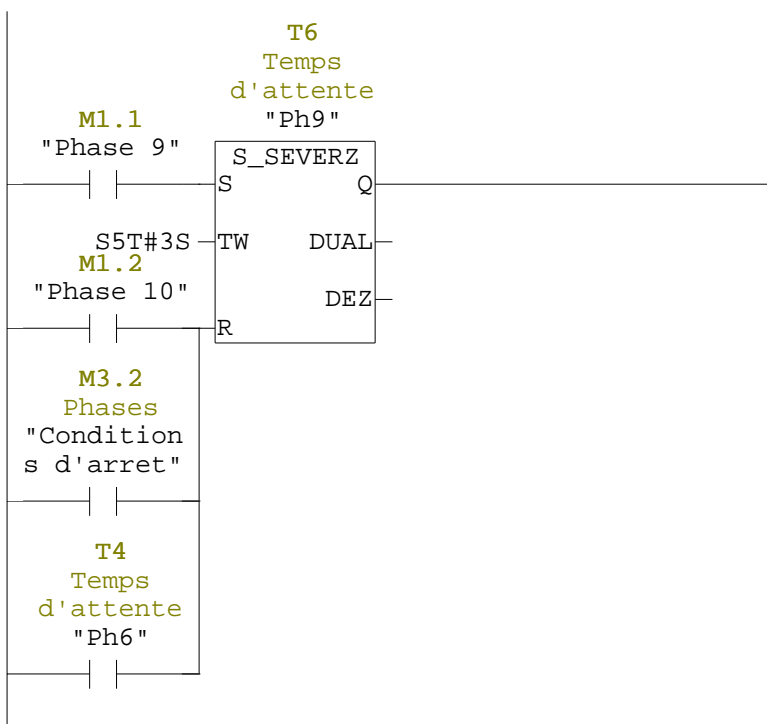 T6
Temps
d'attente
"Ph9"
M1.1
"Phase 9"
S_SEVERZ
S Q
S5T#3S TW DUAL
M1.2
"Phase 10"
DEZ
R
M3.2
Phases
"Condition
s d'arret"
T4
Temps
d'attente
"Ph6"